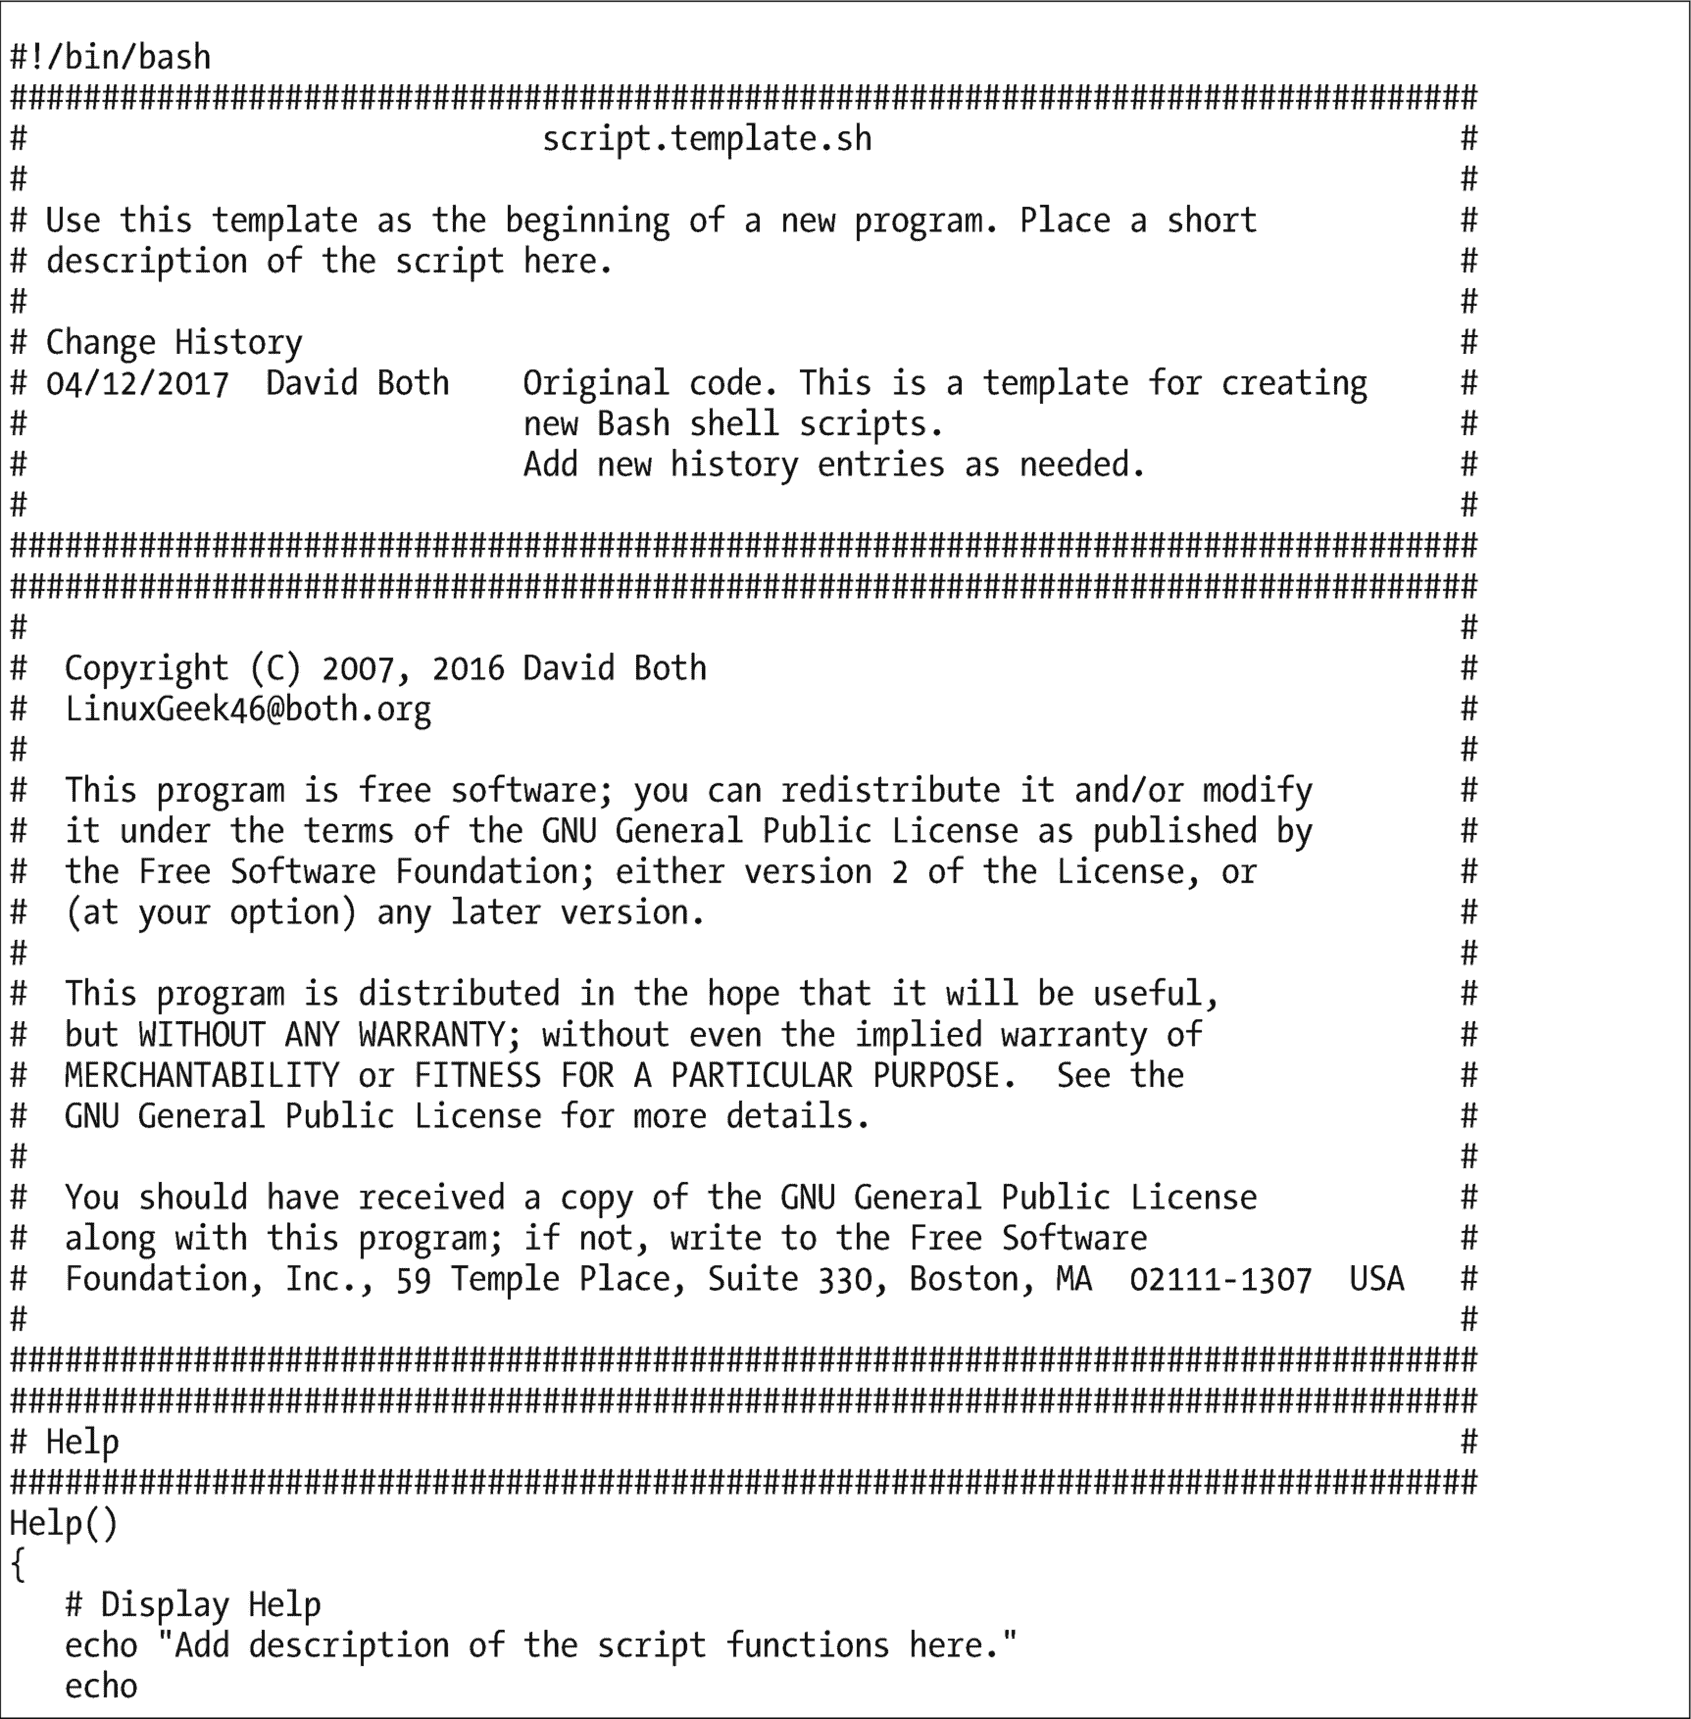 #!/bin/bash
################################################################################
#                            script.template.sh                                #
#                                                                              #
# Use this template as the beginning of a new program. Place a short           #
# description of the script here.                                              #
#                                                                              #
# Change History                                                               #
# 04/12/2017  David Both    Original code. This is a template for creating     #
#                           new Bash shell scripts.                            #
#                           Add new history entries as needed.                 #
#                                                                              #
################################################################################
################################################################################
#                                                                              #
#  Copyright (C) 2007, 2016 David Both                                         #
#  LinuxGeek46@both.org                                                        #
#                                                                              #
#  This program is free software; you can redistribute it and/or modify        #
#  it under the terms of the GNU General Public License as published by        #
#  the Free Software Foundation; either version 2 of the License, or           #
#  (at your option) any later version.                                         #
#                                                                              #
#  This program is distributed in the hope that it will be useful,             #
#  but WITHOUT ANY WARRANTY; without even the implied warranty of              #
#  MERCHANTABILITY or FITNESS FOR A PARTICULAR PURPOSE.  See the               #
#  GNU General Public License for more details.                                #
#                                                                              #
#  You should have received a copy of the GNU General Public License           #
#  along with this program; if not, write to the Free Software                 #
#  Foundation, Inc., 59 Temple Place, Suite 330, Boston, MA  02111-1307  USA   #
#                                                                              #
################################################################################
################################################################################
# Help                                                                         #
################################################################################
Help()
{
   # Display Help
   echo "Add description of the script functions here."
   echo